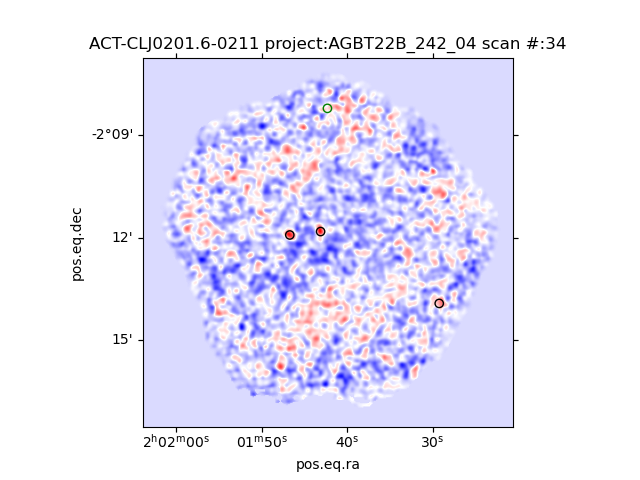 ACT-CLJ0201.6-0211 project:AGBT22B_242_04 scan #:34
-2°09'
12'
15'
pos.eq.dec
2ʰ02ᵐ00ˢ 01ᵐ50ˢ 40ˢ 30ˢ
pos.eq.ra